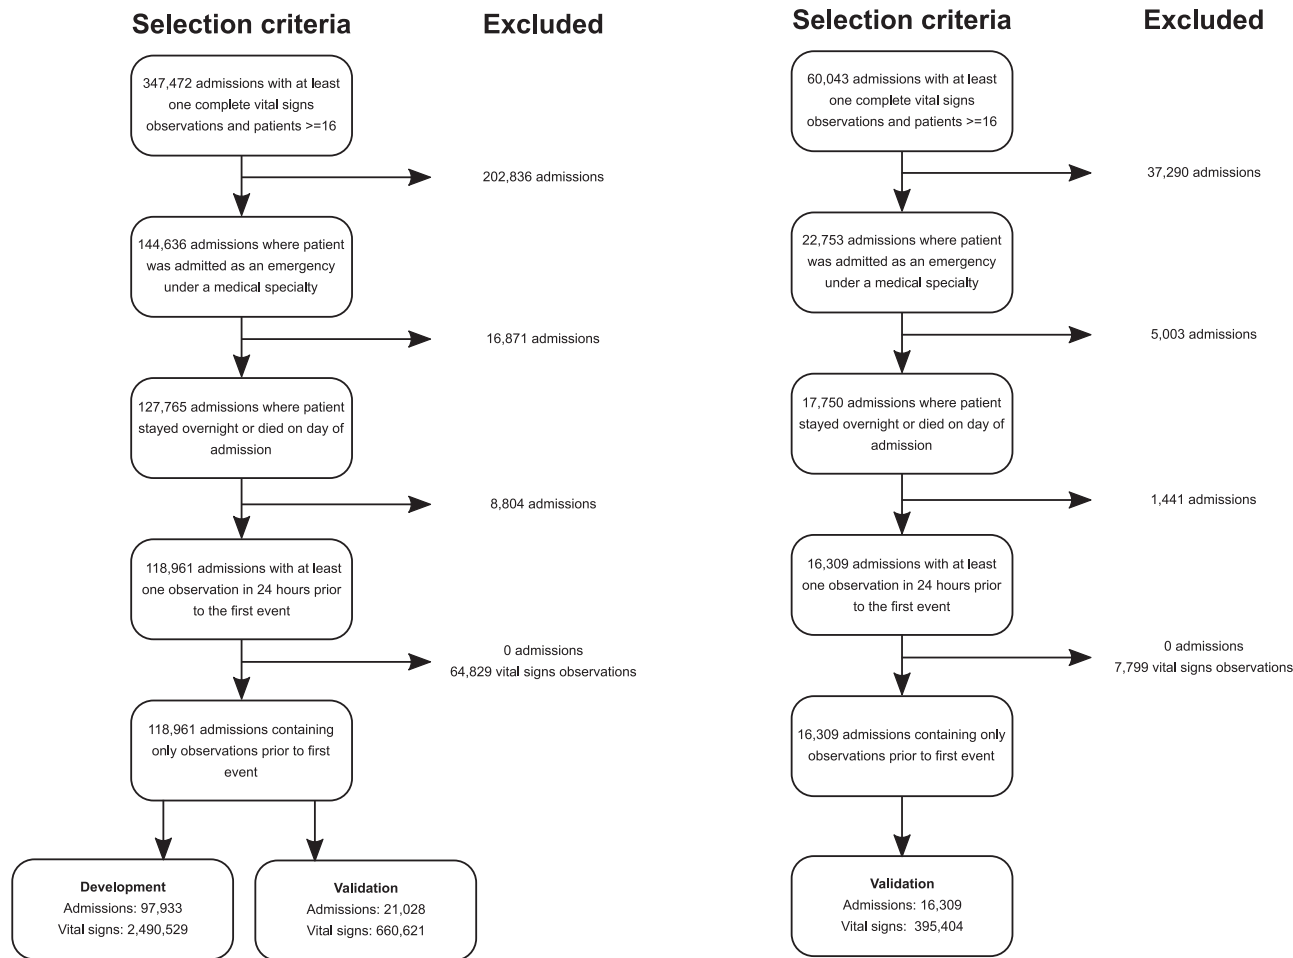 Selection criteria
Excluded
347,472 admissions with at least
one complete vital signs
observations and patients >=16
202,836 admissions
144,636 admissions where patient
was admitted as an emergency
under a medical specialty
16,871 admissions
127,765 admissions where patient
stayed overnight or died on day of
admission
8,804 admissions
118,961 admissions with at least
one observation in 24 hours prior
to the first event
0 admissions
64,829 vital signs observations
118,961 admissions containing
only observations prior to first
event
Development
Admissions: 97,933
Vital signs: 2,490,529
Validation
Admissions: 21,028
Vital signs: 660,621
Selection criteria
Excluded
60,043 admissions with at least
one complete vital signs
observations and patients >=16
37,290 admissions
22,753 admissions where patient
was admitted as an emergency
under a medical specialty
5,003 admissions
17,750 admissions where patient
stayed overnight or died on day of
admission
1,441 admissions
16,309 admissions with at least
one observation in 24 hours prior
to the first event
0 admissions
7,799 vital signs observations
16,309 admissions containing only
observations prior to first event
Validation
Admissions: 16,309
Vital signs: 395,404